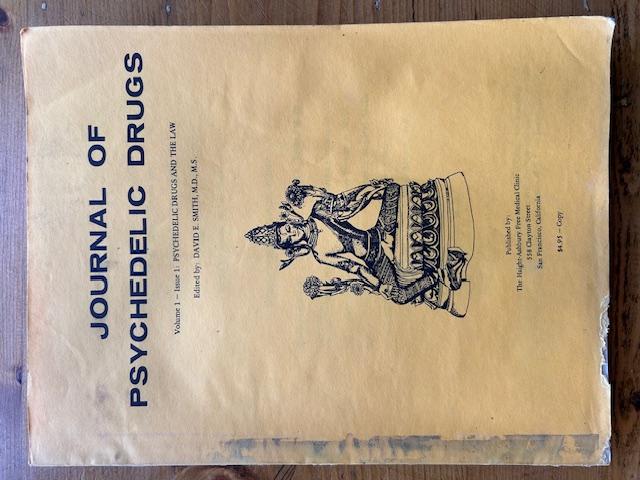 JOURNAL OF
PSYCHEDELIC DRUGS
Volume 1 – Issue 1: PSYCHEDELIC DRUGS AND THE LAW
Edited by: DAVID E. SMITH, M.D., M.S.
Published by:
The Haight-Ashbury Free Medical Clinic
558 Clayton Street
San Francisco, California
$4.95 – Copy